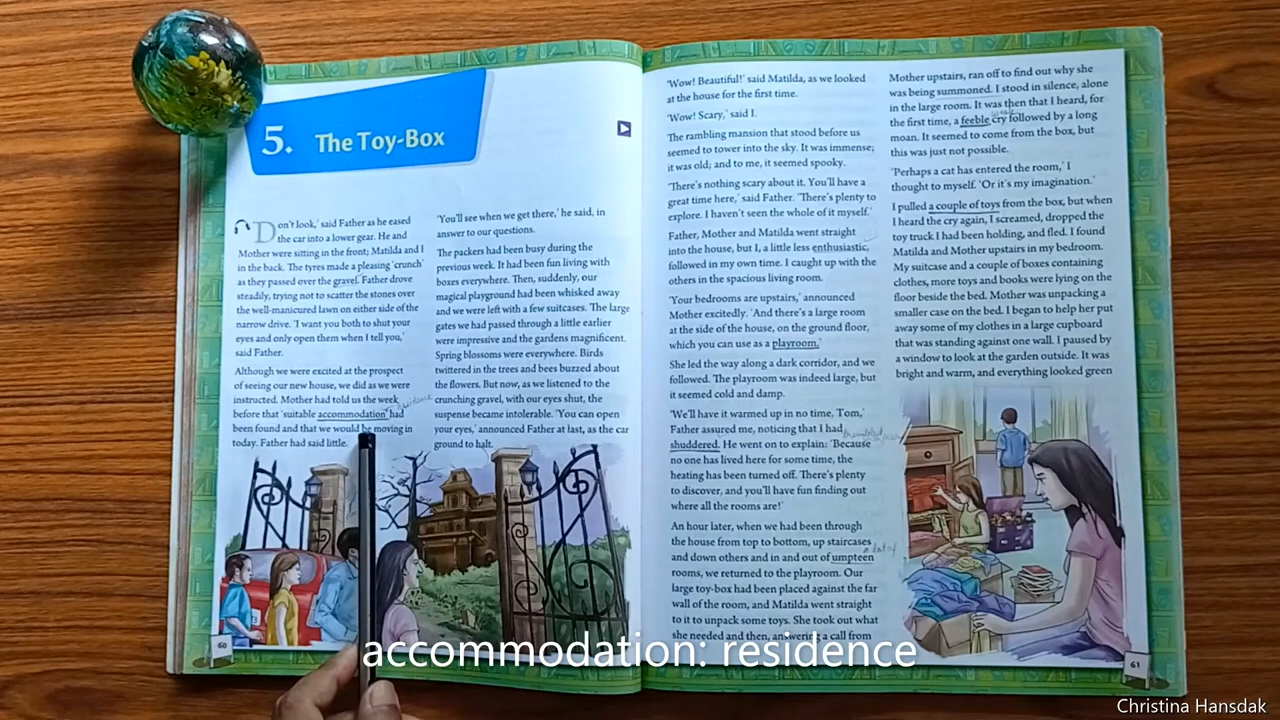 5. The Toy-Box
'Don't look,' said Father as he eased
the car into a lower gear. He and
Mother were sitting in the front; Matilda and I
in the back. The tyres made a pleasing 'crunch'
as they passed over the gravel. Father drove
steadily, trying not to scatter the stones over
the well-manicured lawn on either side of the
narrow drive. 'I want you both to shut your
eyes and only open them when I tell you,'
said Father.
Although we were excited at the prospect
of seeing our new house, we did as we were
instructed. Mother had told us the week
residence
before that 'suitable accommodation' had
been found and that we would be moving in
today. Father had said little.
'You'll see when we get there,' he said, in
answer to our questions.
The packers had been busy during the
previous week. It had been fun living with
boxes everywhere. Then, suddenly, our
magical playground had been whisked away
and we were left with a few suitcases. The large
gates we had passed through a little earlier
were impressive and the gardens magnificent.
Spring blossoms were everywhere. Birds
twittered in the trees and bees buzzed about
the flowers. But now, as we listened to the
crunching gravel, with our eyes shut, the
suspense became intolerable. 'You can open
your eyes,' announced Father at last, as the car
ground to halt.
60
'Wow! Beautiful!' said Matilda, as we looked
at the house for the first time.
'Wow! Scary,' said I.
The rambling mansion that stood before us
seemed to tower into the sky. It was immense;
it was old; and to me, it seemed spooky.
'There's nothing scary about it. You'll have a
great time here,' said Father. 'There's plenty to
explore. I haven't seen the whole of it myself.'
Father, Mother and Matilda went straight
into the house, but I, a little less enthusiastic,
followed in my own time. I caught up with the
others in the spacious living room.
'Your bedrooms are upstairs,' announced
Mother excitedly. 'And there's a large room
at the side of the house, on the ground floor,
which you can use as a playroom.'
She led the way along a dark corridor, and we
followed. The playroom was indeed large, but
it seemed cold and damp.
'We'll have it warmed up in no time, Tom,'
Father assured me, noticing that I had
shuddered. He went on to explain: 'Because
no one has lived here for some time, the
heating has been turned off. There's plenty
to discover, and you'll have fun finding out
where all the rooms are!'
An hour later, when we had been through
the house from top to bottom, up staircases
a lot of
and down others and in and out of umpteen
rooms, we returned to the playroom. Our
large toy-box had been placed against the far
wall of the room, and Matilda went straight
to it to unpack some toys. She took out what
she needed and then, answering a call from
Mother upstairs, ran off to find out why she
was being summoned. I stood in silence, alone
in the large room. It was then that I heard, for
the first time, a feeble cry followed by a long
moan. It seemed to come from the box, but
this was just not possible.
'Perhaps a cat has entered the room,' I
thought to myself. 'Or it's my imagination.'
I pulled a couple of toys from the box, but when
I heard the cry again, I screamed, dropped the
toy truck I had been holding, and fled. I found
Matilda and Mother upstairs in my bedroom.
My suitcase and a couple of boxes containing
clothes, more toys and books were lying on the
floor beside the bed. Mother was unpacking a
smaller case on the bed. I began to help her put
away some of my clothes in a large cupboard
that was standing against one wall. I paused by
a window to look at the garden outside. It was
bright and warm, and everything looked green
61
accommodation: residence
Christina Hansdak